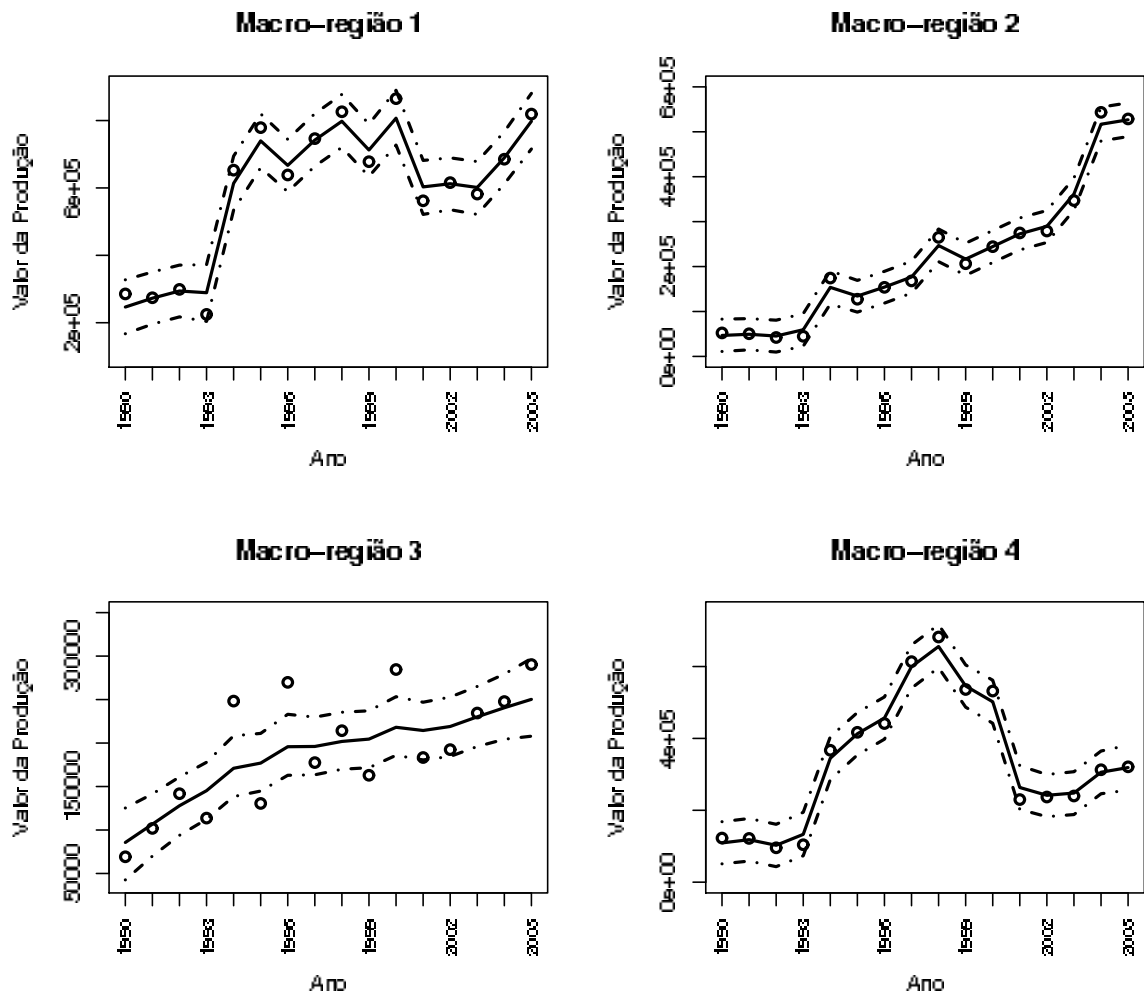 Macro-região 1
Valor da Produção
2e+05
6e+05
1990
1993
1996
1999
2002
2005
Ano
Macro-região 2
Valor da Produção
0e+00
2e+05
4e+05
6e+05
1990
1993
1996
1999
2002
2005
Ano
Macro-região 3
Valor da Produção
50000
150000
300000
1990
1993
1996
1999
2002
2005
Ano
Macro-região 4
Valor da Produção
0e+00
4e+05
1990
1993
1996
1999
2002
2005
Ano